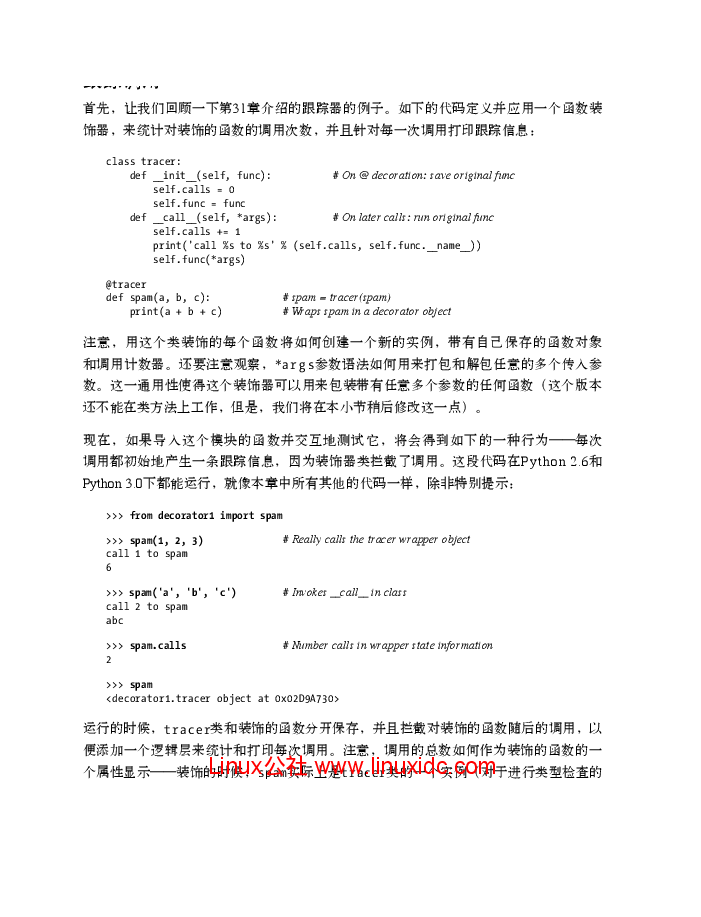 首先，让我们回顾一下第31章介绍的跟踪器的例子。如下的代码定义并应用一个函数装
饰器，来统计对装饰的函数的调用次数，并且针对每一次调用打印跟踪信息：
class tracer:
def __init__(self, func): # On @ decoration: save original func
self.calls = 0
self.func = func
def __call__(self, *args): # On later calls: run original func
self.calls += 1
print('call %s to %s' % (self.calls, self.func.__name__))
self.func(*args)
@tracer
def spam(a, b, c): # spam = tracer(spam)
print(a + b + c) # Wraps spam in a decorator object
注意，用这个类装饰的每个函数将如何创建一个新的实例，带有自己保存的函数对象
和调用计数器。还要注意观察，*args参数语法如何用来打包和解包任意的多个传入参
数。这一通用性使得这个装饰器可以用来包装带有任意多个参数的任何函数（这个版本
还不能在类方法上工作，但是，我们将在本小节稍后修改这一点）。
现在，如果导入这个模块的函数并交互地测试它，将会得到如下的一种行为——每次
调用都初始地产生一条跟踪信息，因为装饰器类拦截了调用。这段代码在Python 2.6和
Python 3.0下都能运行，就像本章中所有其他的代码一样，除非特别提示：
>>> from decorator1 import spam
>>> spam(1, 2, 3) # Really calls the tracer wrapper object
call 1 to spam
6
>>> spam('a', 'b', 'c') # Invokes __call__ in class
call 2 to spam
abc
>>> spam.calls # Number calls in wrapper state information
2
>>> spam
<decorator1.tracer object at 0x02D9A730>
运行的时候，tracer类和装饰的函数分开保存，并且拦截对装饰的函数随后的调用，以
便添加一个逻辑层来统计和打印每次调用。注意，调用的总数如何作为装饰的函数的一
个属性显示——装饰的时候，spam实际上是tracer类的一个实例（对于进行类型检查的
Linux公社 www.linuxidc.com